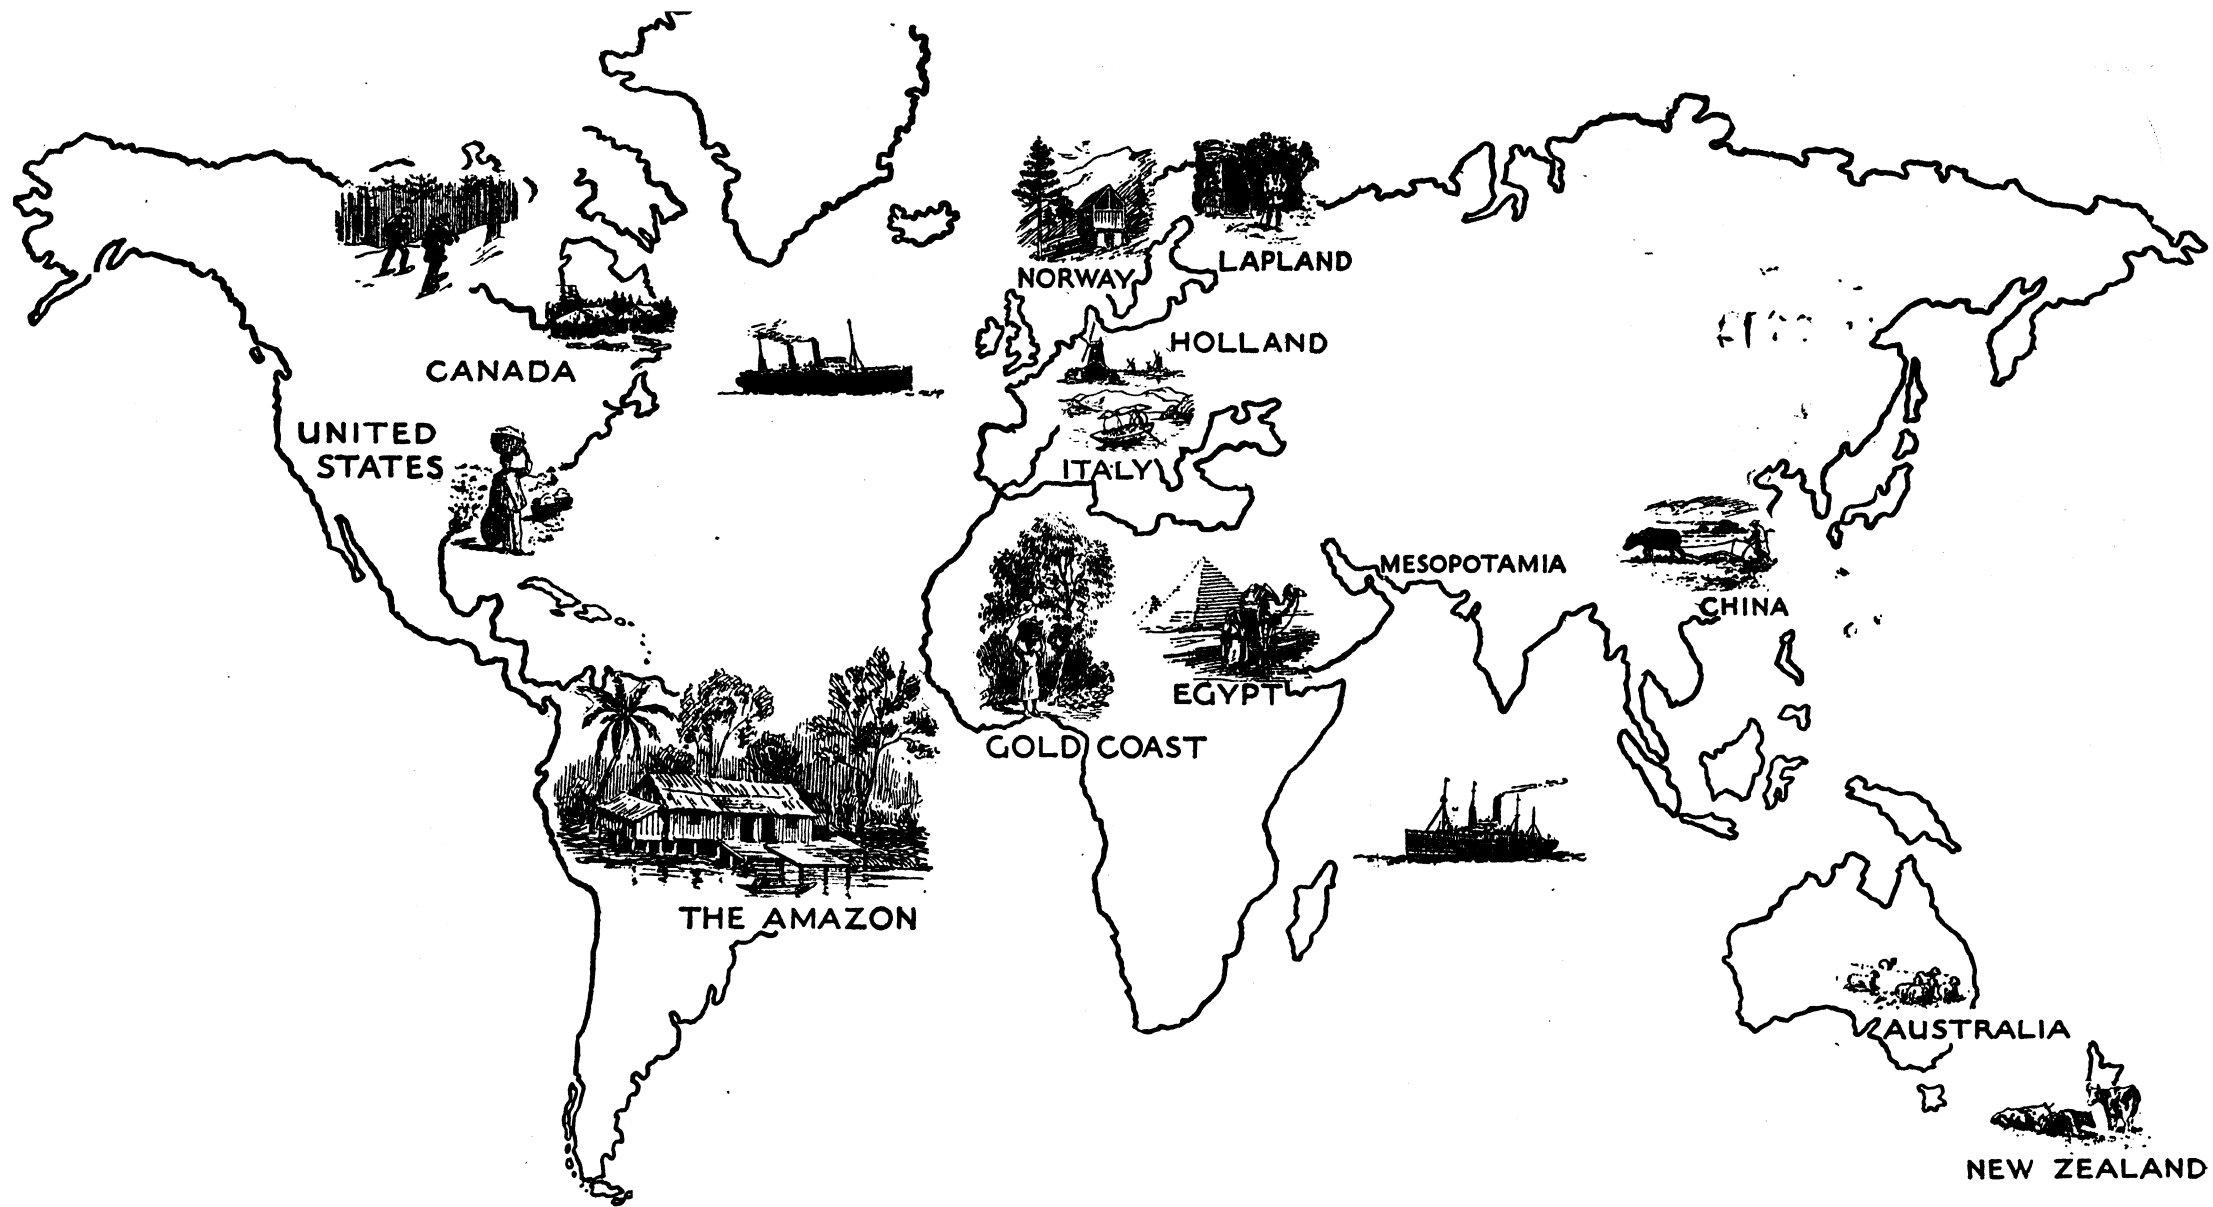 NORWAY
LAPLAND
HOLLAND
CANADA
UNITED
STATES
ITALY
MESOPOTAMIA
CHINA
EGYPT
GOLD COAST
THE AMAZON
AUSTRALIA
NEW ZEALAND